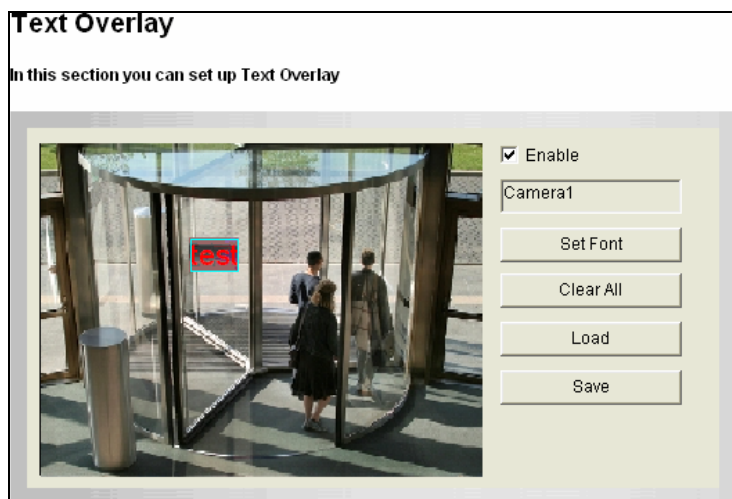 Text Overlay
In this section you can set up Text Overlay
test
Enable
Camera1
Set Font
Clear All
Load
Save